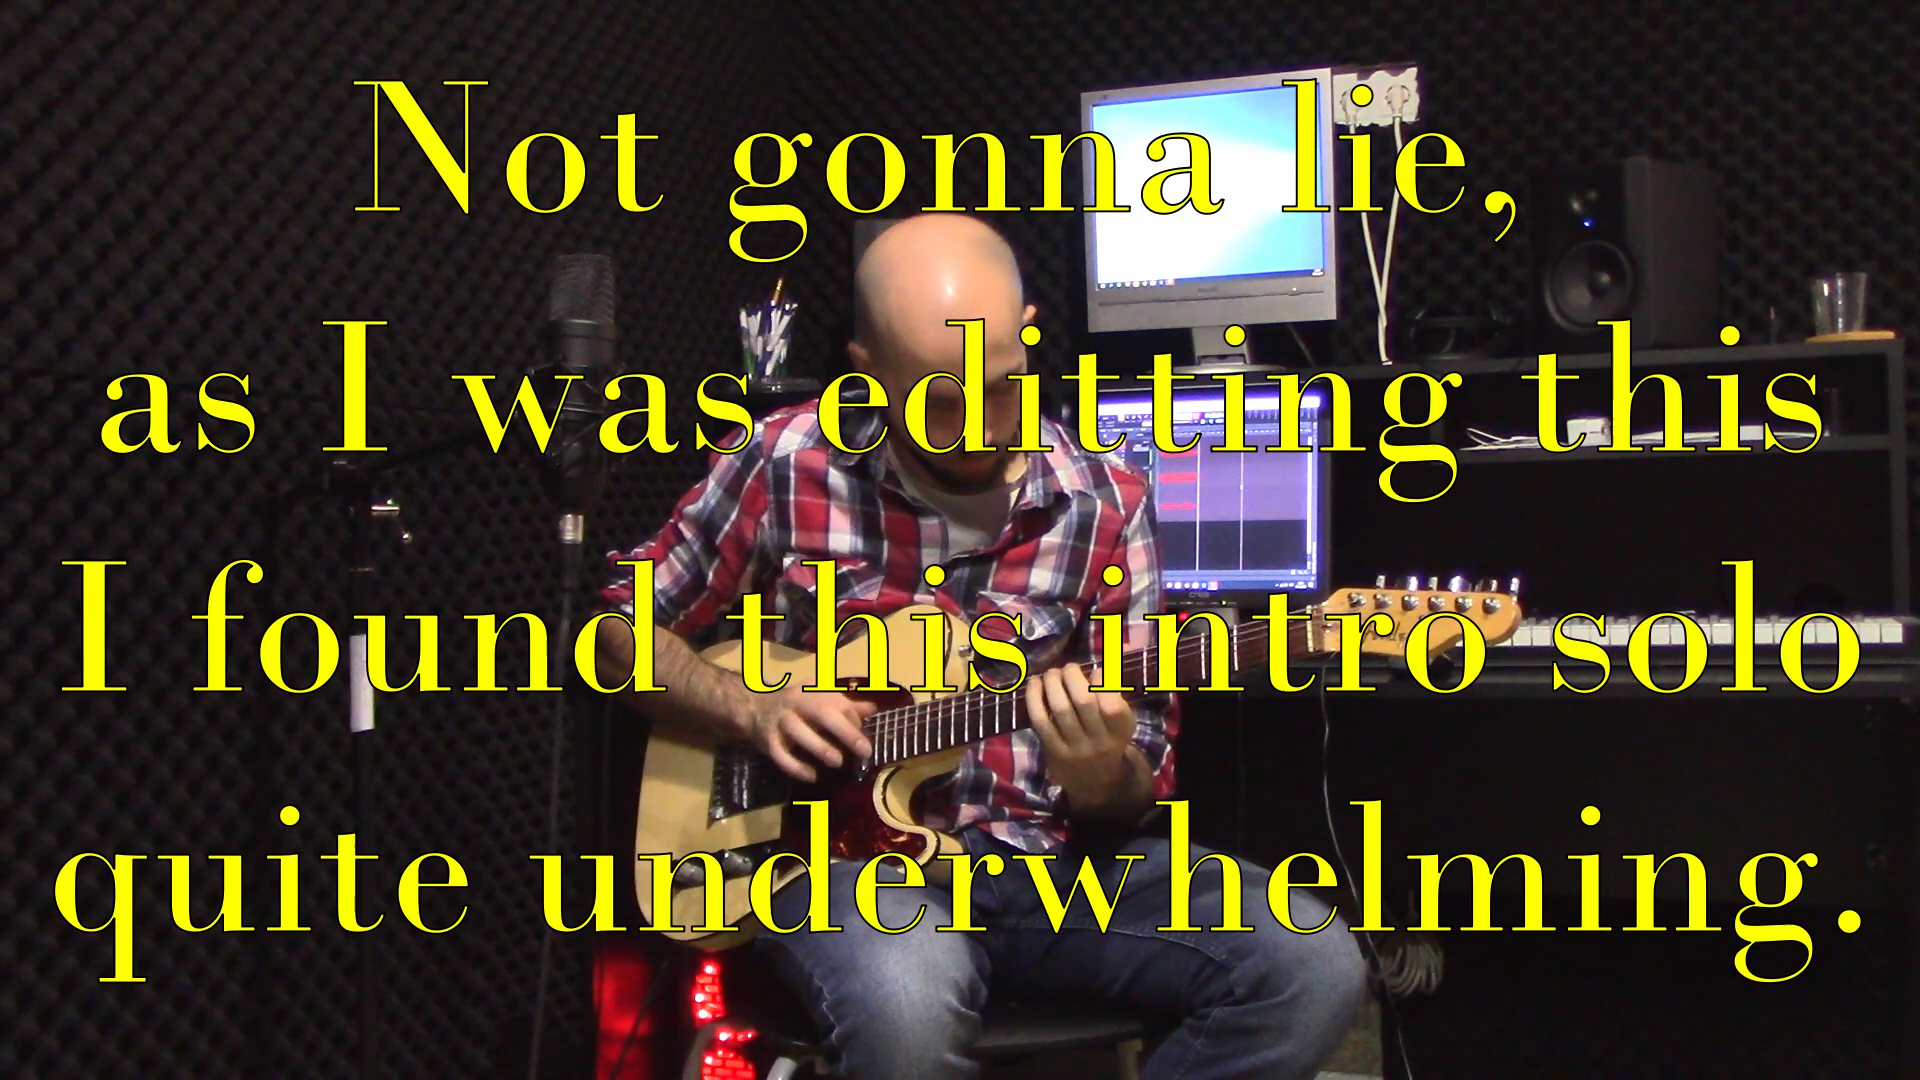 Not gonna lie,
as I was editting this
I found this intro solo
quite underwhelming.